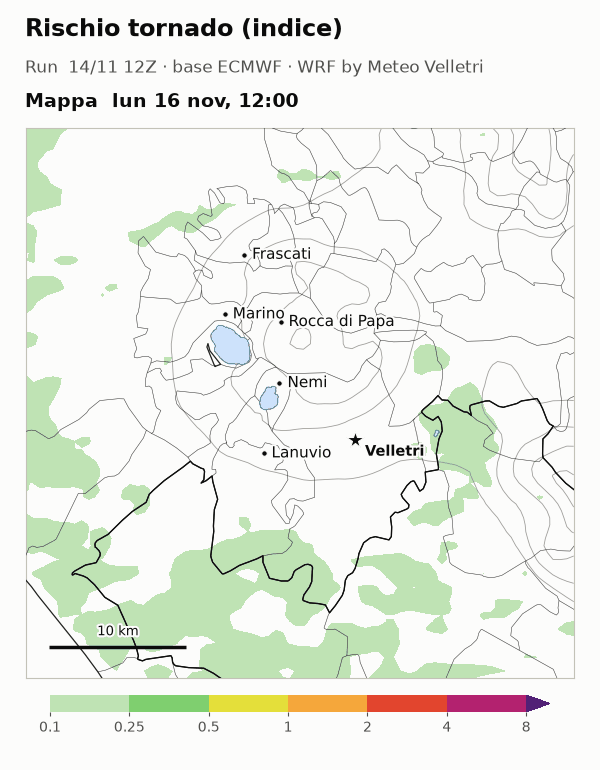 Rischio tornado (indice)
Run  14/11 12Z · base ECMWF · WRF by Meteo Velletri
Mappa  lun 16 nov, 12:00
Frascati
Marino
Rocca di Papa
Nemi
Velletri
Lanuvio
10 km
0.1 0.25 0.5 1 2 4 8